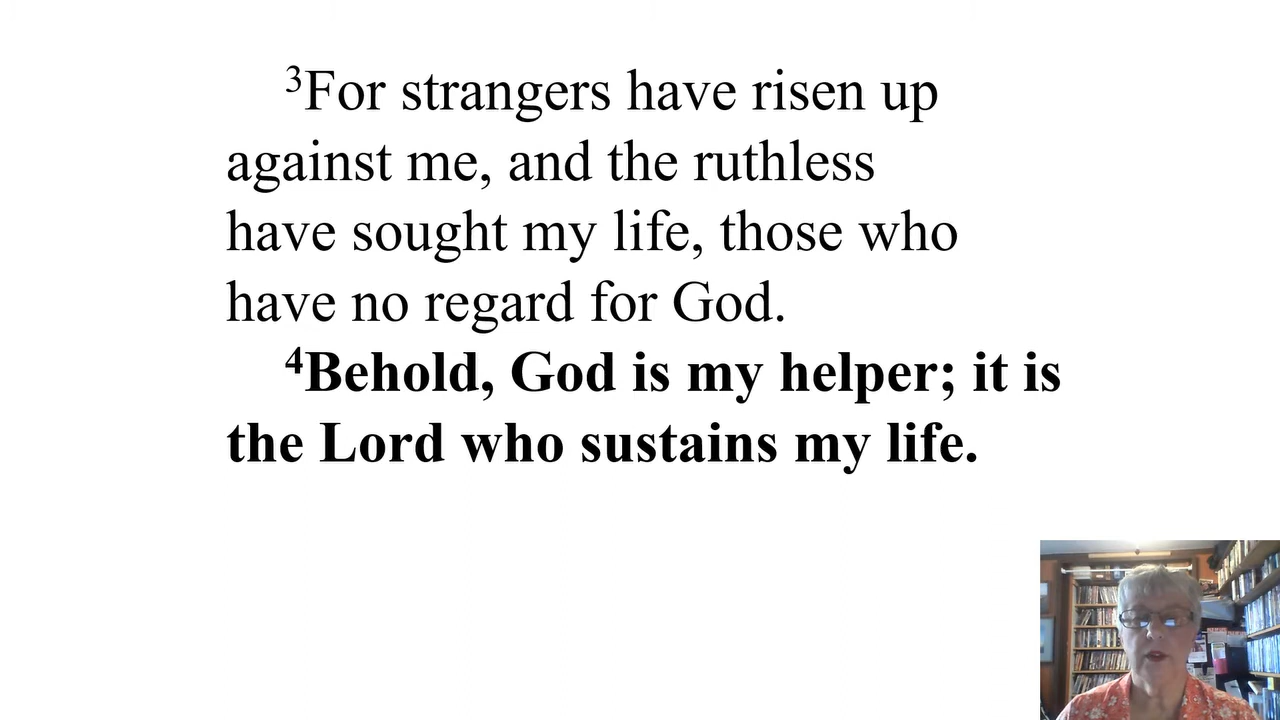 ³For strangers have risen up
against me, and the ruthless
have sought my life, those who
have no regard for God.
⁴Behold, God is my helper; it is
the Lord who sustains my life.